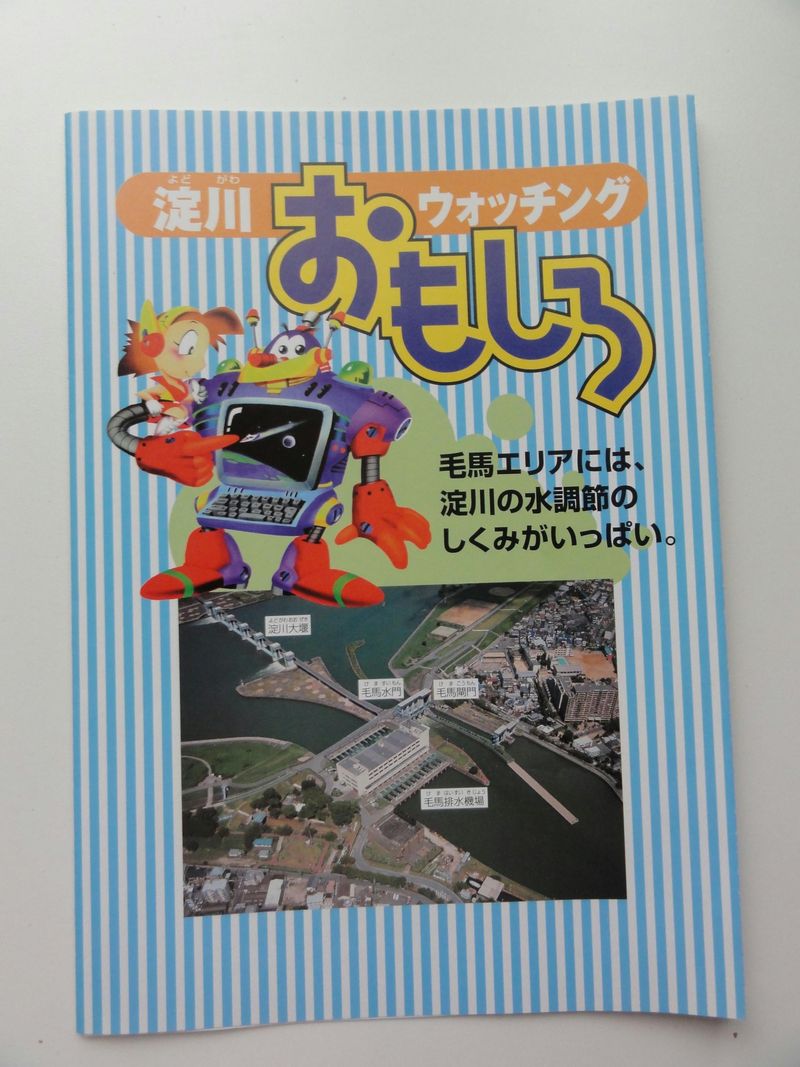 よど がわ
淀川
おもしろ
ウォッチング
毛馬エリアには、
淀川の水調節の
しくみがいっぱい。
よどがわおおぜき
淀川大堰
け ま すいもん
毛馬水門
け ま こうもん
毛馬閘門
け ま はいすい き じょう
毛馬排水機場